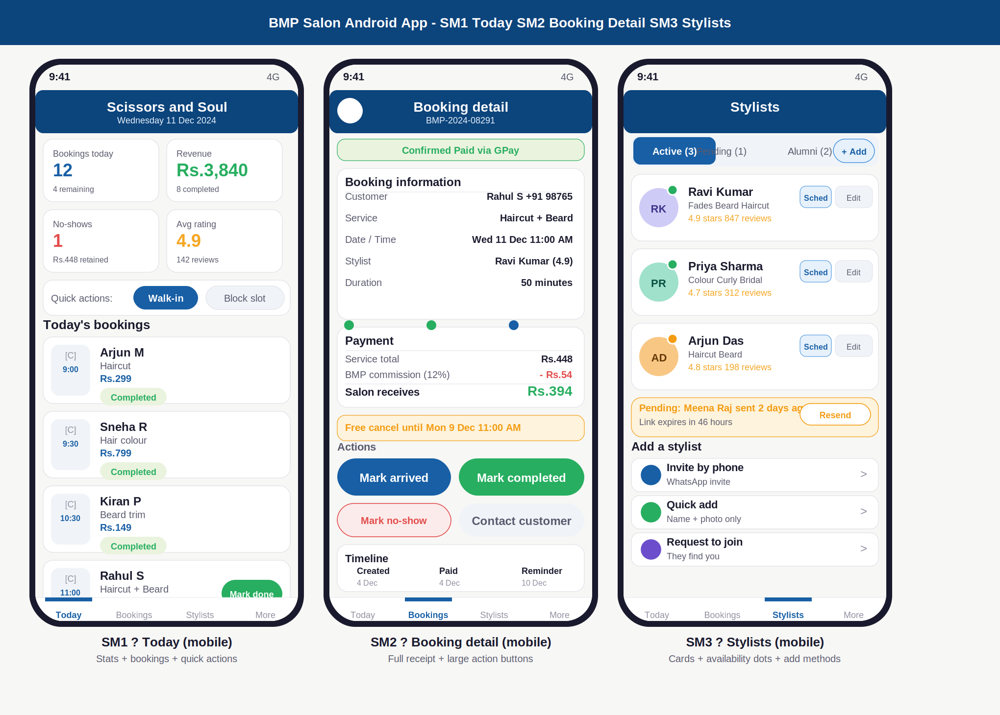 BMP Salon Android App - SM1 Today SM2 Booking Detail SM3 Stylists
9:41
4G
Scissors and Soul
Wednesday 11 Dec 2024
Bookings today
12
4 remaining
Revenue
Rs.3,840
8 completed
No-shows
1
Rs.448 retained
Avg rating
4.9
142 reviews
Quick actions:
Walk-in
Block slot
Today's bookings
[C]
9:00
Arjun M
Haircut
Rs.299
Completed
[C]
9:30
Sneha R
Hair colour
Rs.799
Completed
[C]
10:30
Kiran P
Beard trim
Rs.149
Completed
[C]
11:00
Rahul S
Haircut + Beard
Mark done
Today
Bookings
Stylists
More
SM1 ? Today (mobile)
Stats + bookings + quick actions
9:41
4G
Booking detail
BMP-2024-08291
Confirmed Paid via GPay
Booking information
Customer
Rahul S +91 98765
Service
Haircut + Beard
Date / Time
Wed 11 Dec 11:00 AM
Stylist
Ravi Kumar (4.9)
Duration
50 minutes
Payment
Service total
Rs.448
BMP commission (12%)
- Rs.54
Salon receives
Rs.394
Free cancel until Mon 9 Dec 11:00 AM
Actions
Mark arrived
Mark completed
Mark no-show
Contact customer
Timeline
Created
Paid
Reminder
4 Dec
4 Dec
10 Dec
Today
Bookings
Stylists
More
SM2 ? Booking detail (mobile)
Full receipt + large action buttons
9:41
4G
Stylists
Active (3)
Pending (1)
Alumni (2)
+ Add
RK
Ravi Kumar
Fades Beard Haircut
4.9 stars 847 reviews
Sched
Edit
PR
Priya Sharma
Colour Curly Bridal
4.7 stars 312 reviews
Sched
Edit
AD
Arjun Das
Haircut Beard
4.8 stars 198 reviews
Sched
Edit
Pending: Meena Raj sent 2 days ag
Link expires in 46 hours
Resend
Add a stylist
Invite by phone
WhatsApp invite
>
Quick add
Name + photo only
>
Request to join
They find you
>
Today
Bookings
Stylists
More
SM3 ? Stylists (mobile)
Cards + availability dots + add methods